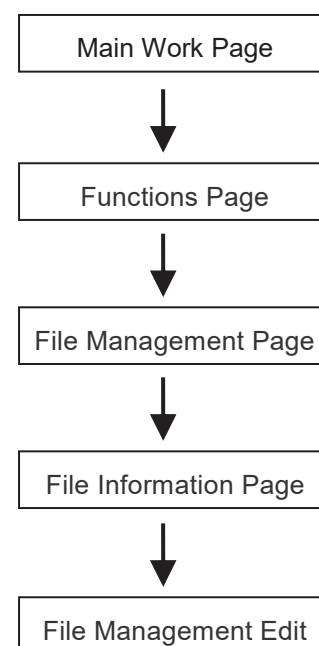 Main Work Page
Functions Page
File Management Page
File Information Page
File Management Edit